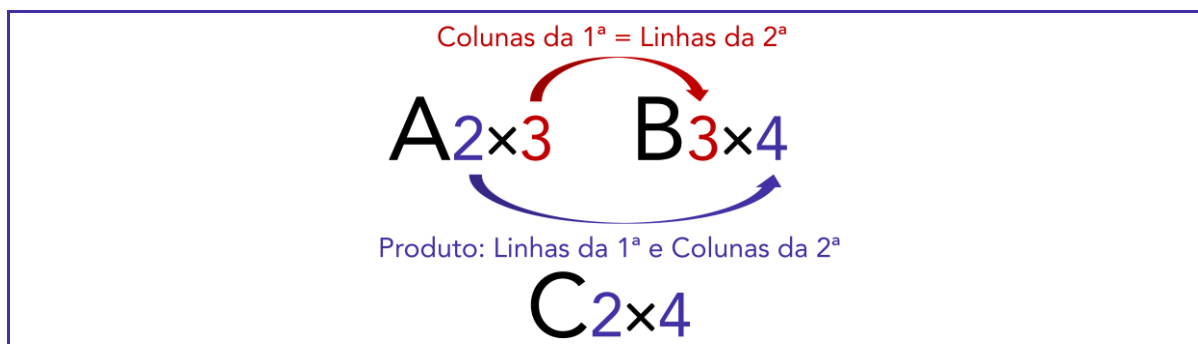 Colunas da 1ª = Linhas da 2ª
A2×3 B3×4
Produto: Linhas da 1ª e Colunas da 2ª
C2×4